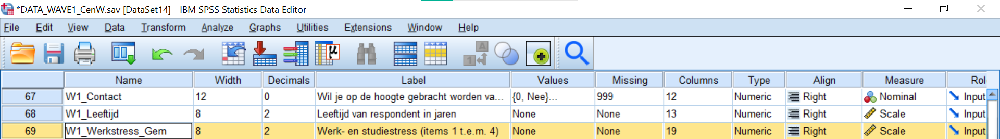 *DATA_WAVE1_CenW.sav [DataSet14] - IBM SPSS Statistics Data Editor
File Edit View Data Transform Analyze Graphs Utilities Extensions Window Help
Name Width Decimals Label Values Missing Columns Type Align Measure Rol
67 W1_Contact 12 0 Wil je op de hoogte gebracht worden va... {0, Nee}... 999 12 Numeric Right Nominal Input
68 W1_Leeftijd 8 2 Leeftijd van respondent in jaren None None 13 Numeric Right Scale Input
69 W1_Werkstress_Gem 8 2 Werk- en studiestress (items 1 t.e.m. 4) None None 19 Numeric Right Scale Input